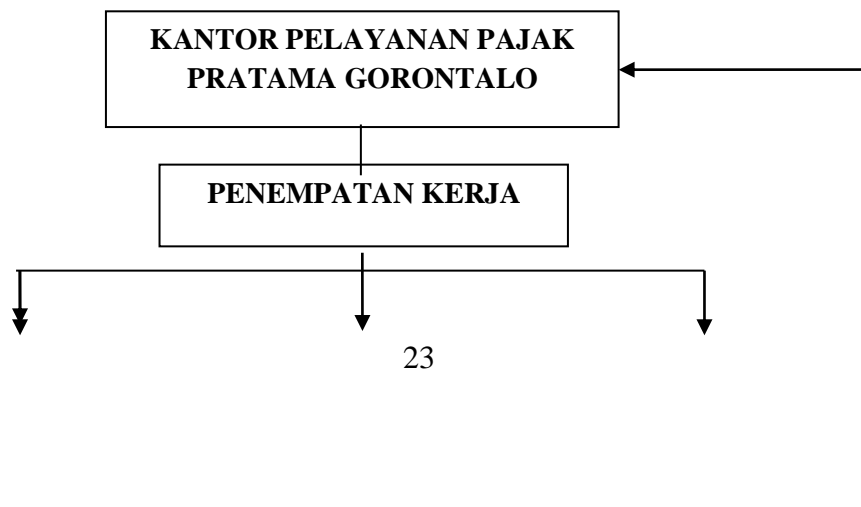 KANTOR PELAYANAN PAJAK
PRATAMA GORONTALO
PENEMPATAN KERJA
23